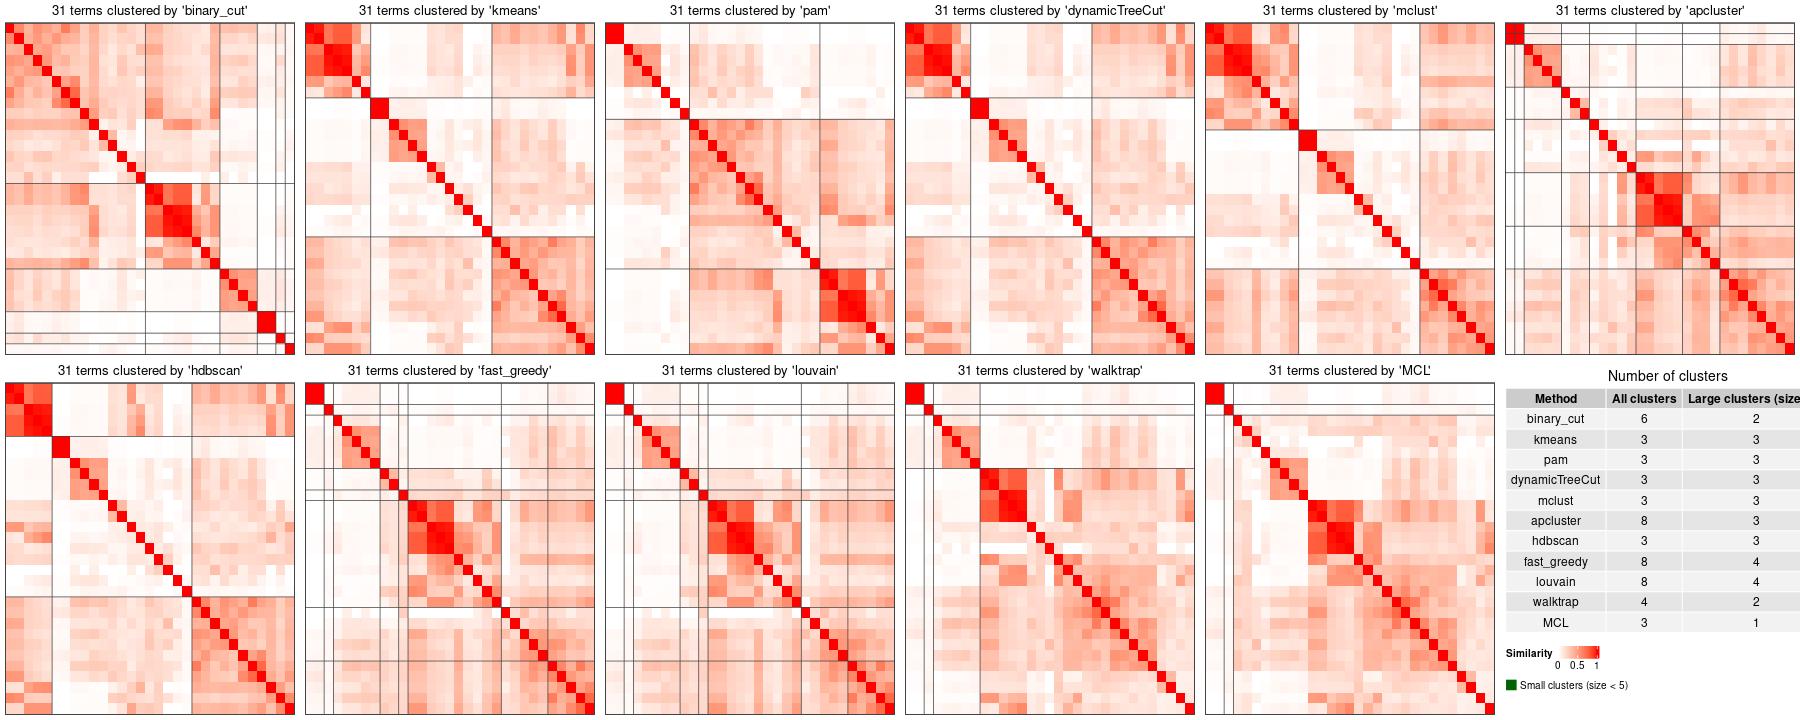 31 terms clustered by 'binary_cut'
31 terms clustered by 'kmeans'
31 terms clustered by 'pam'
31 terms clustered by 'dynamicTreeCut'
31 terms clustered by 'mclust'
31 terms clustered by 'apcluster'
31 terms clustered by 'hdbscan'
31 terms clustered by 'fast_greedy'
31 terms clustered by 'louvain'
31 terms clustered by 'walktrap'
31 terms clustered by 'MCL'
Number of clusters
Method All clusters Large clusters (size
binary_cut 6 2
kmeans 3 3
pam 3 3
dynamicTreeCut 3 3
mclust 3 3
apcluster 8 3
hdbscan 3 3
fast_greedy 8 4
louvain 8 4
walktrap 4 2
MCL 3 1
Similarity
0 0.5 1
Small clusters (size < 5)